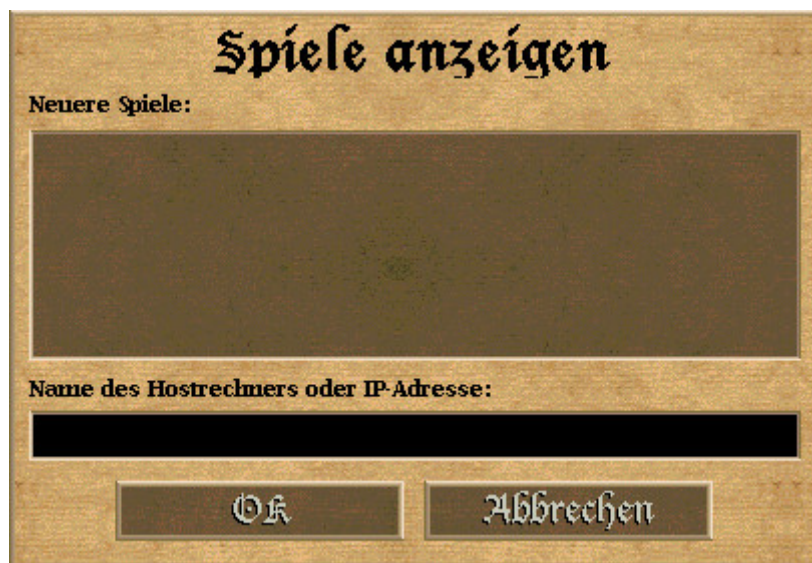 Spiele anzeigen
Neuere Spiele:
Name des Hostrechners oder IP-Adresse:
Ok
Abbrechen